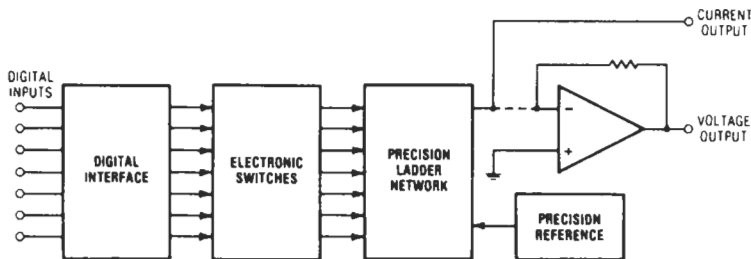 CURRENT
OUTPUT
DIGITAL
INPUTS
DIGITAL
INTERFACE
ELECTRONIC
SWITCHES
PRECISION
LADDER
NETWORK
−
+
VOLTAGE
OUTPUT
PRECISION
REFERENCE